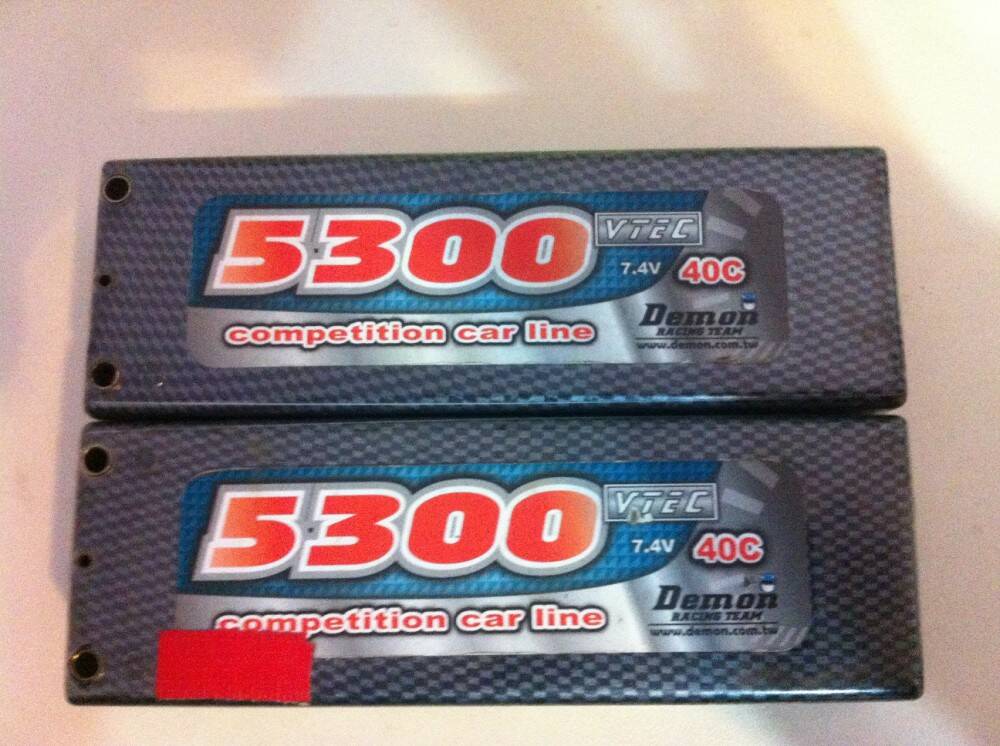 5300 VTEC
7.4V 40C
competition car line
Demon
RACING TEAM
www.demon.com.tw
5300 VTEC
7.4V 40C
competition car line
Demon
RACING TEAM
www.demon.com.tw